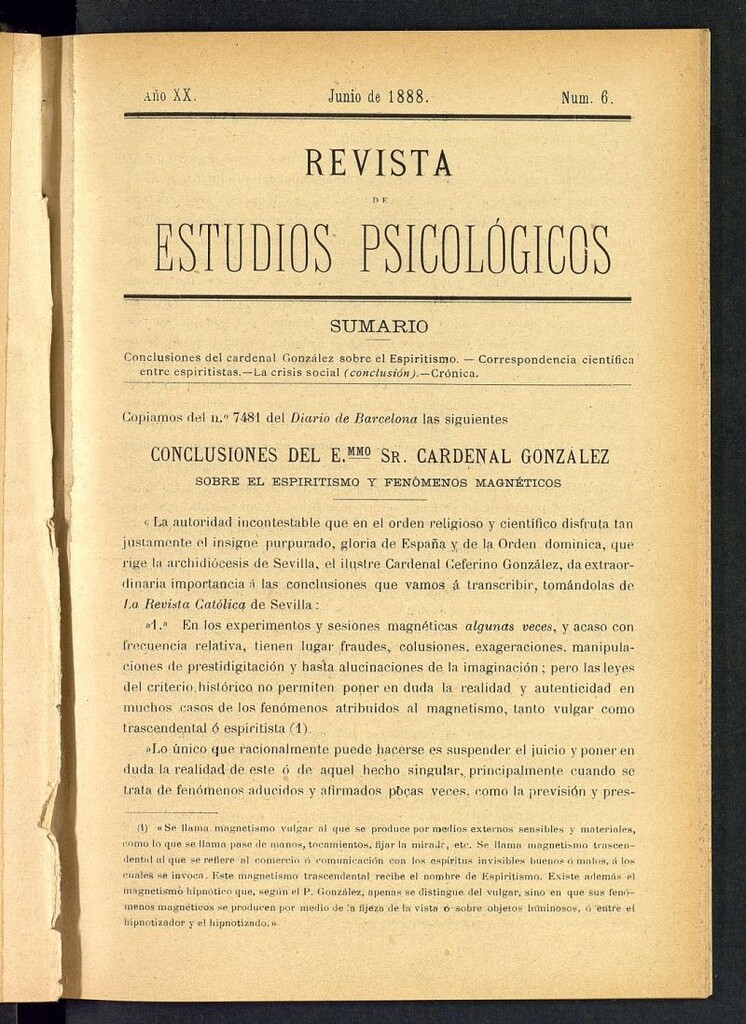 Año XX. Junio de 1888. Num. 6.
REVISTA
DE
ESTUDIOS PSICOLÓGICOS
SUMARIO
Conclusiones del cardenal González sobre el Espiritismo. — Correspondencia científica
entre espiritistas.—La crisis social (conclusión).—Crónica.
Copiamos del n.º 7481 del Diario de Barcelona las siguientes
CONCLUSIONES DEL E.MMO SR. CARDENAL GONZÁLEZ
SOBRE EL ESPIRITISMO Y FENÓMENOS MAGNÉTICOS
« La autoridad incontestable que en el orden religioso y científico disfruta tan
justamente el insigne purpurado, gloria de España y de la Orden dominica, que
rige la archidiócesis de Sevilla, el ilustre Cardenal Ceferino González, da extraor-
dinaria importancia á las conclusiones que vamos á transcribir, tomándolas de
La Revista Católica de Sevilla :
»1.ª En los experimentos y sesiones magnéticas algunas veces, y acaso con
frecuencia relativa, tienen lugar fraudes, colusiones, exageraciones, manipula-
ciones de prestidigitación y hasta alucinaciones de la imaginación ; pero las leyes
del criterio histórico no permiten poner en duda la realidad y autenticidad en
muchos casos de los fenómenos atribuídos al magnetismo, tanto vulgar como
trascendental ó espiritista (1).
»Lo único que racionalmente puede hacerse es suspender el juicio y poner en
duda la realidad de este ó de aquel hecho singular, principalmente cuando se
trata de fenómenos aducidos y afirmados pocas veces, como la previsión y pres-
(1) «Se llama magnetismo vulgar al que se produce por medios externos sensibles y materiales,
como lo que se llama pase de manos, tocamientos, fijar la mirada, etc. Se llama magnetismo trascen-
dental al que se refiere al comercio ó comunicación con los espíritus invisibles buenos ó malos, á los
cuales se invoca. Este magnetismo trascendental recibe el nombre de Espiritismo. Existe además el
magnetismo hipnótico que, según el P. González, apenas se distingue del vulgar, sino en que sus fenó-
menos magnéticos se producen por medio de la fijeza de la vista ó sobre objetos luminosos, ó entre el
hipnotizador y el hipnotizado.»